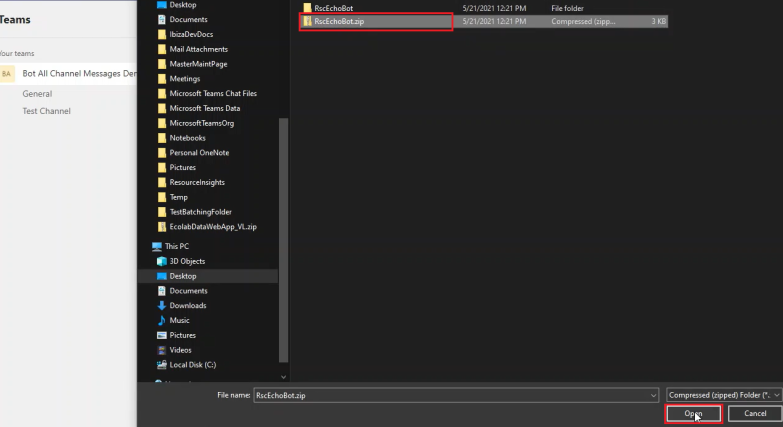 Teams
Your teams
BA Bot All Channel Messages Den
General
Test Channel
Desktop
Documents
IbizaDevDocs
Mail Attachments
MasterMaintPage
Meetings
Microsoft Teams Chat Files
Microsoft Teams Data
MicrosoftTeamsOrg
Notebooks
Personal OneNote
Pictures
ResourceInsights
Temp
TestBatchingFolder
EcolabDataWebApp_VL.zip
This PC
3D Objects
Desktop
Documents
Downloads
Music
Pictures
Videos
Local Disk (C:)
RscEchoBot 5/21/2021 12:21 PM File folder
RscEchoBot.zip 5/21/2021 12:21 PM Compressed (zipp... 3 KB
File name: RscEchoBot.zip Compressed (zipped) Folder (*.
Open Cancel